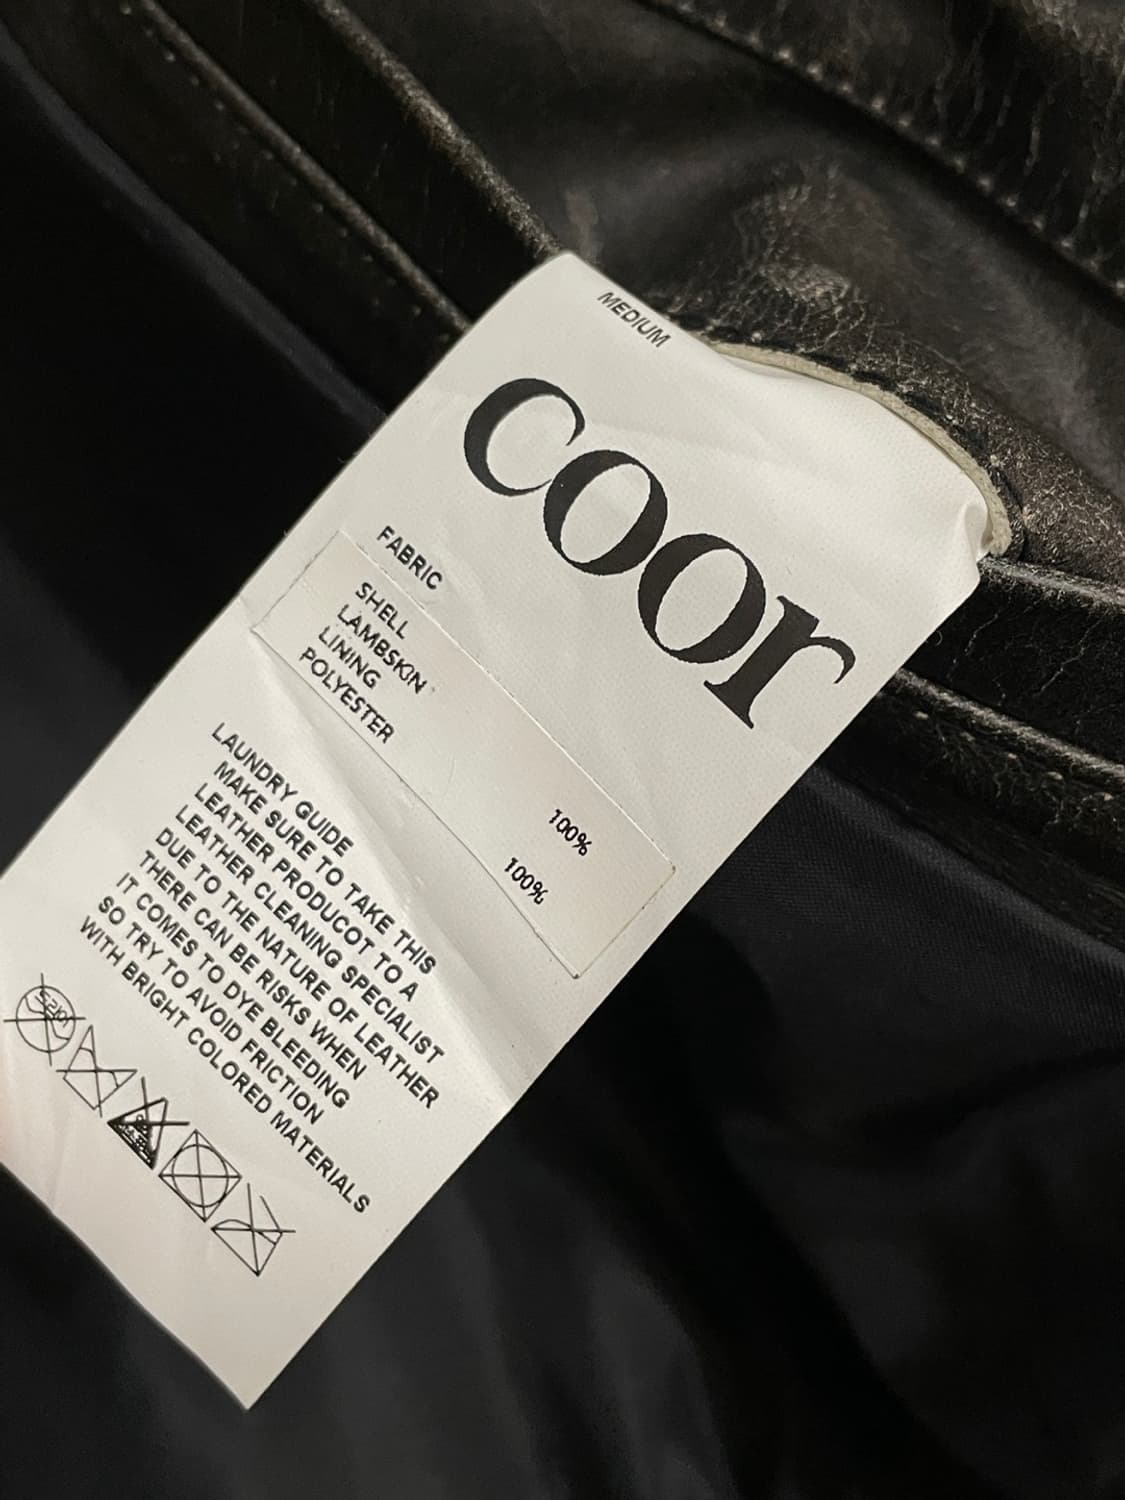 MEDIUM
coor
FABRIC
SHELL
LAMBSKIN 100%
LINING
POLYESTER 100%
LAUNDRY GUIDE
MAKE SURE TO TAKE THIS
LEATHER PRODUCOT TO A
LEATHER CLEANING SPECIALIST
DUE TO THE NATURE OF LEATHER
THERE CAN BE RISKS WHEN
IT COMES TO DYE BLEEDING
SO TRY TO AVOID FRICTION
WITH BRIGHT COLORED MATERIALS